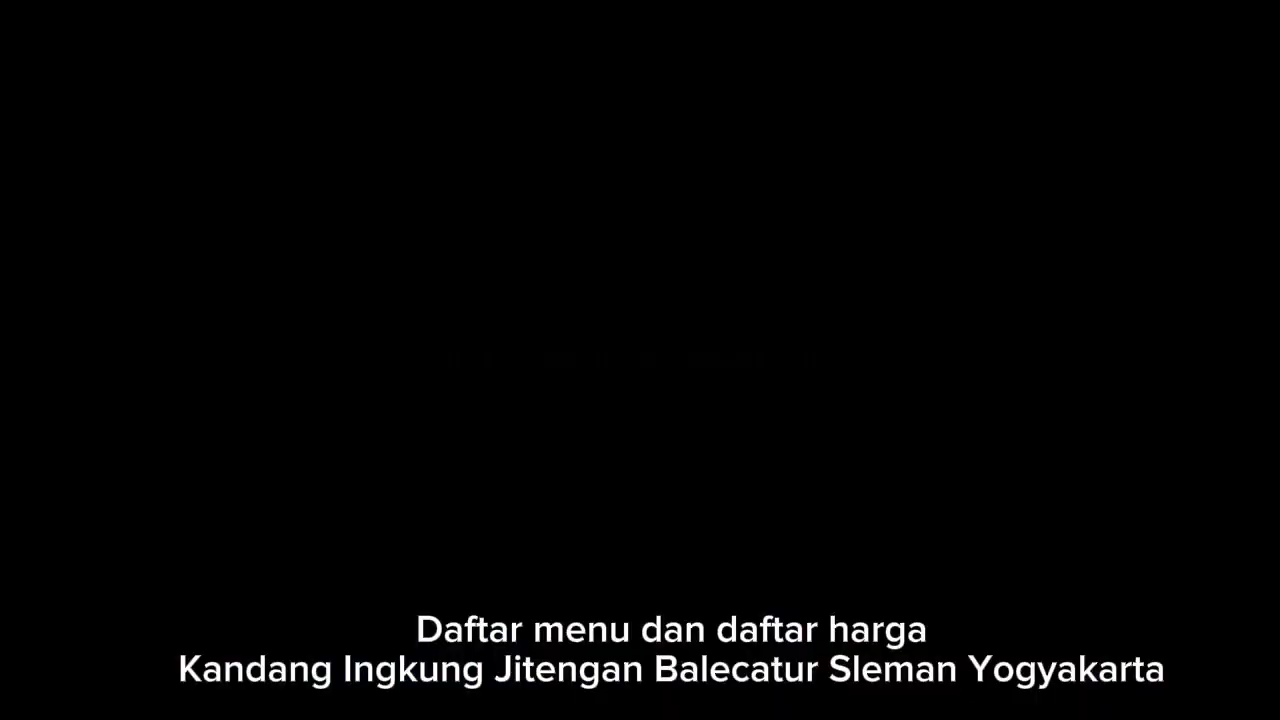 Daftar menu dan daftar harga
Kandang Ingkung Jitengan Balecatur Sleman Yogyakarta